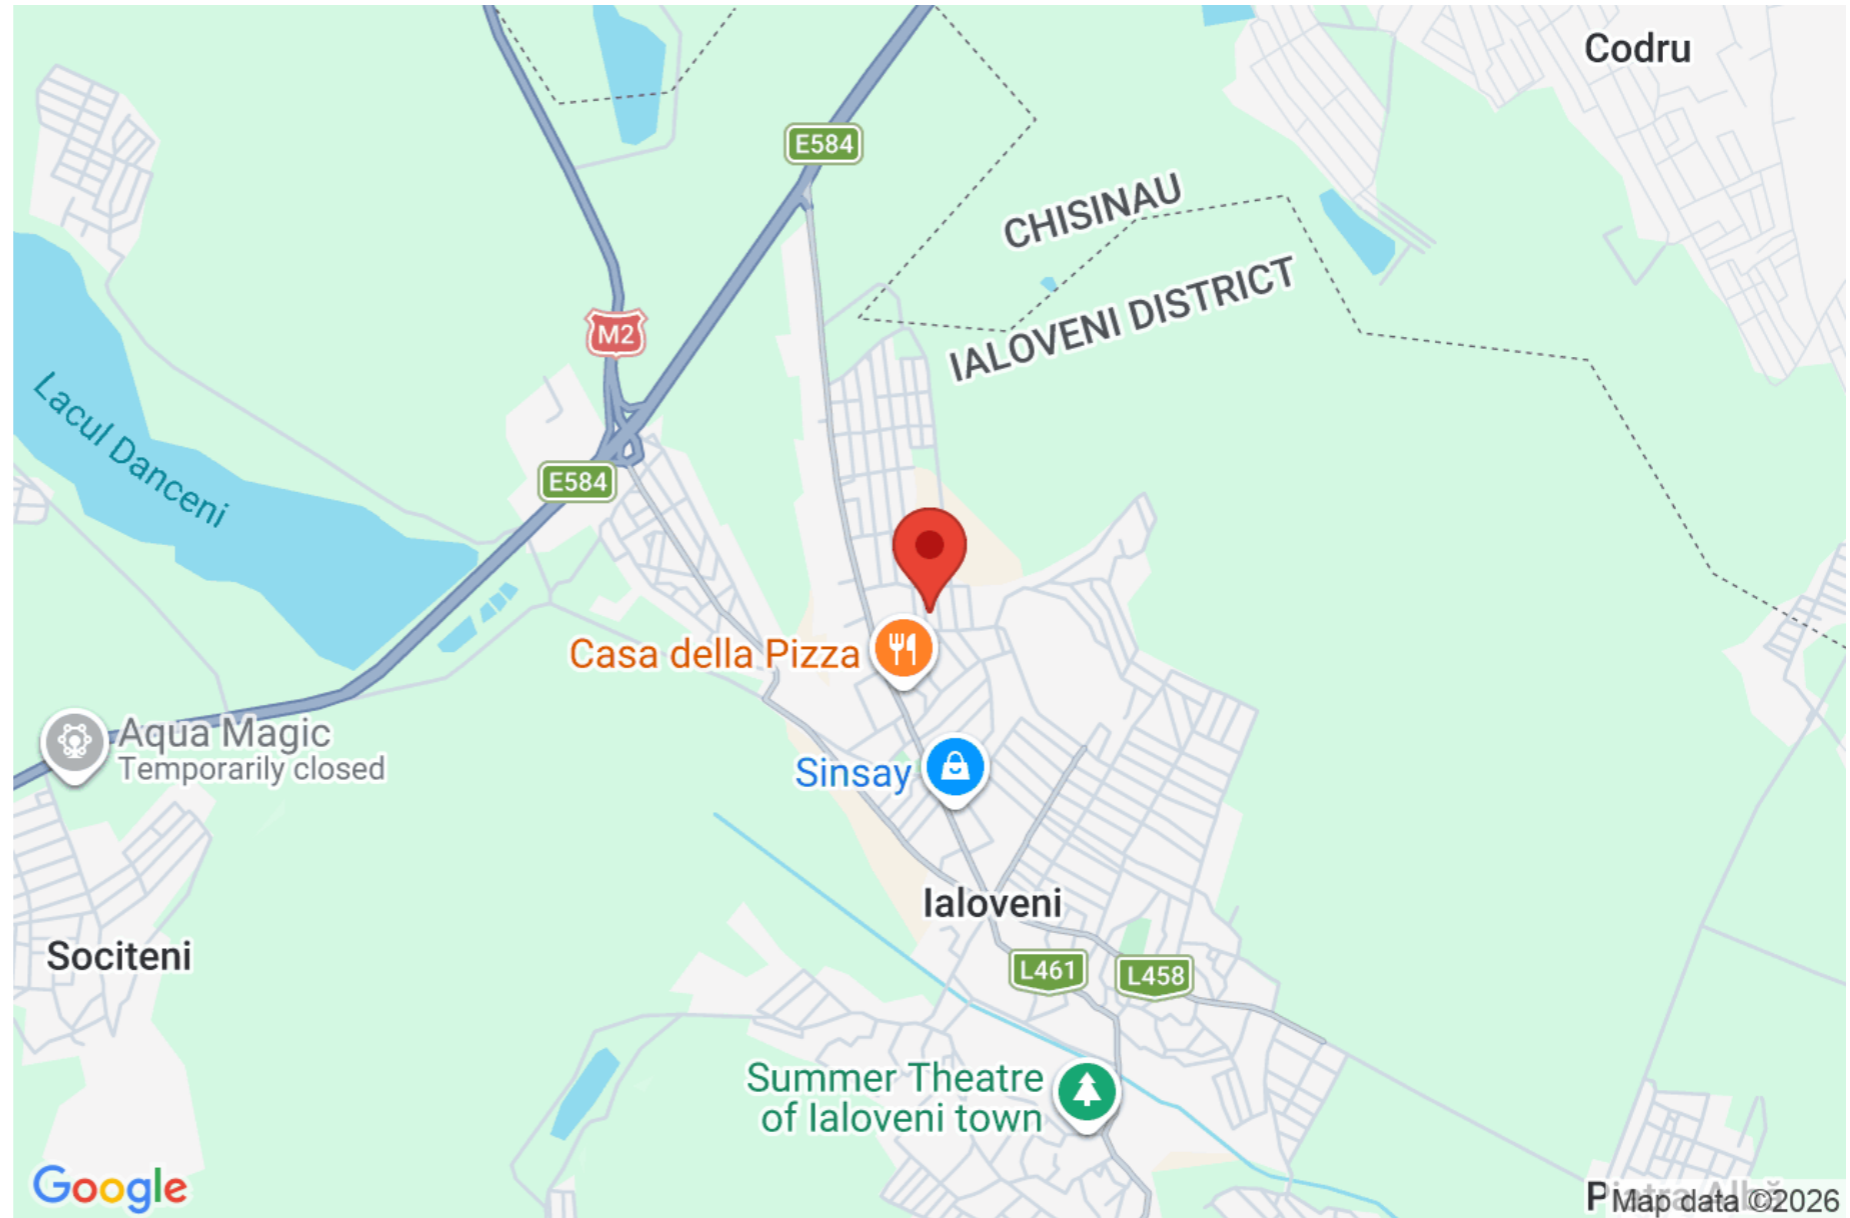 Codru
E584
CHISINAU
IALOVENI DISTRICT
M2
Lacul Danceni
E584
Casa della Pizza
Aqua Magic
Temporarily closed
Sinsay
Ialoveni
Sociteni
L461
L458
Summer Theatre
of Ialoveni town
Google
Map data ©2026